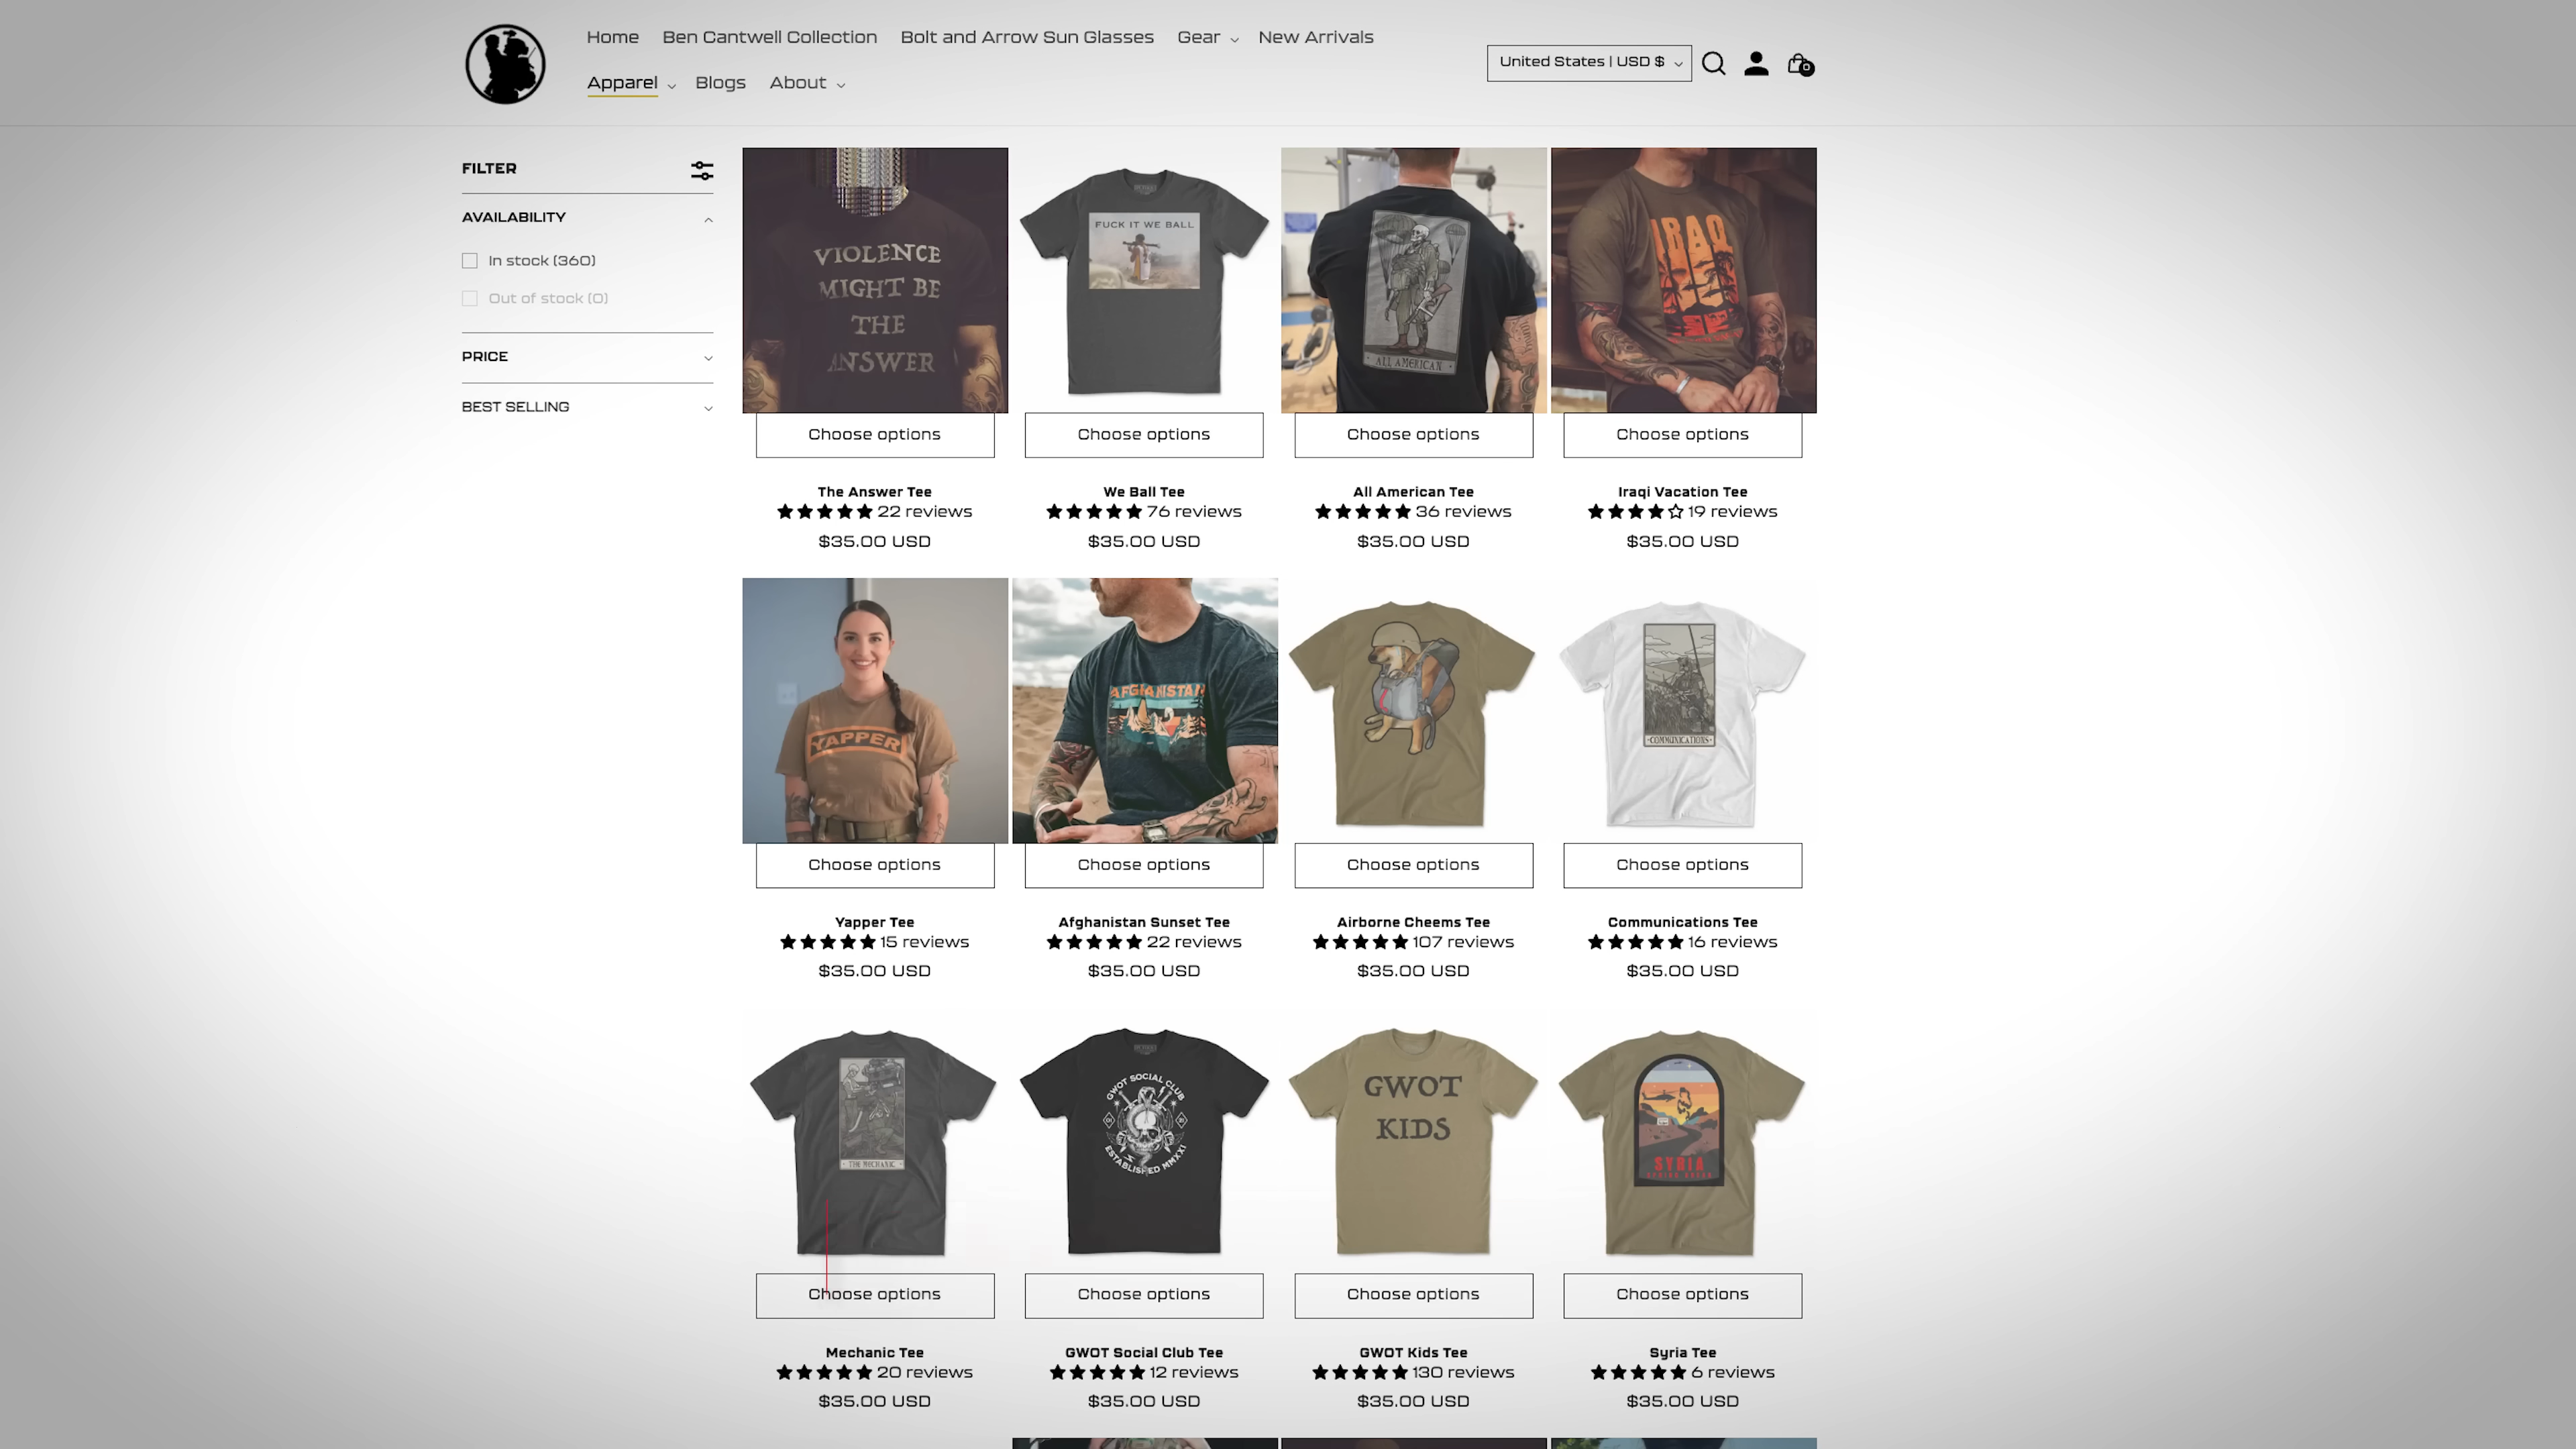 Home Ben Cantwell Collection Bolt and Arrow Sun Glasses Gear New Arrivals
Apparel Blogs About
United States | USD $
0
FILTER
AVAILABILITY
In stock (360)
Out of stock (0)
PRICE
BEST SELLING
VIOLENCE
MIGHT BE
THE
ANSWER
FUCK IT WE BALL
ALL AMERICAN
IRAQ
Choose options Choose options Choose options Choose options
The Answer Tee We Ball Tee All American Tee Iraqi Vacation Tee
22 reviews 76 reviews 36 reviews 19 reviews
$35.00 USD $35.00 USD $35.00 USD $35.00 USD
YAPPER
AFGHANISTAN
COMMUNICATIONS
Choose options Choose options Choose options Choose options
Yapper Tee Afghanistan Sunset Tee Airborne Cheems Tee Communications Tee
15 reviews 22 reviews 107 reviews 16 reviews
$35.00 USD $35.00 USD $35.00 USD $35.00 USD
THE MECHANIC
GWOT SOCIAL CLUB
ESTABLISHED MMXXI
GWOT
KIDS
SYRIA
Choose options Choose options Choose options Choose options
Mechanic Tee GWOT Social Club Tee GWOT Kids Tee Syria Tee
20 reviews 12 reviews 130 reviews 6 reviews
$35.00 USD $35.00 USD $35.00 USD $35.00 USD